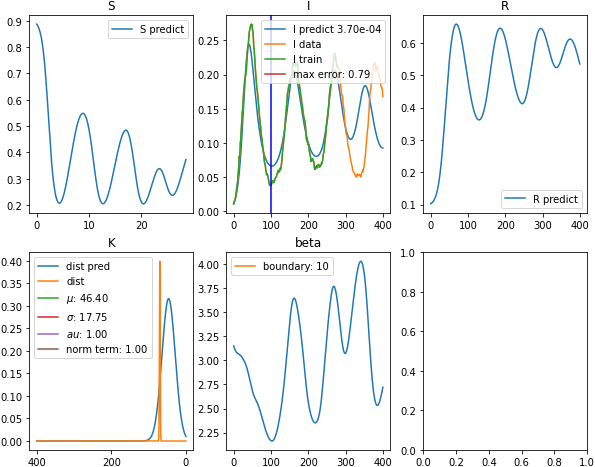 S
0.9
0.8
0.7
0.6
0.5
0.4
0.3
0.2
0 10 20
S predict
I
0.25
0.20
0.15
0.10
0.05
0.00
0 100 200 300 400
I predict 3.70e-04
I data
I train
max error: 0.79
R
0.6
0.5
0.4
0.3
0.2
0.1
0 100 200 300 400
R predict
K
0.40
0.35
0.30
0.25
0.20
0.15
0.10
0.05
0.00
400 200 0
dist pred
dist
μ: 46.40
σ: 17.75
au: 1.00
norm term: 1.00
beta
4.00
3.75
3.50
3.25
3.00
2.75
2.50
2.25
0 100 200 300 400
boundary: 10
1.0
0.8
0.6
0.4
0.2
0.0
0.0 0.2 0.4 0.6 0.8 1.0